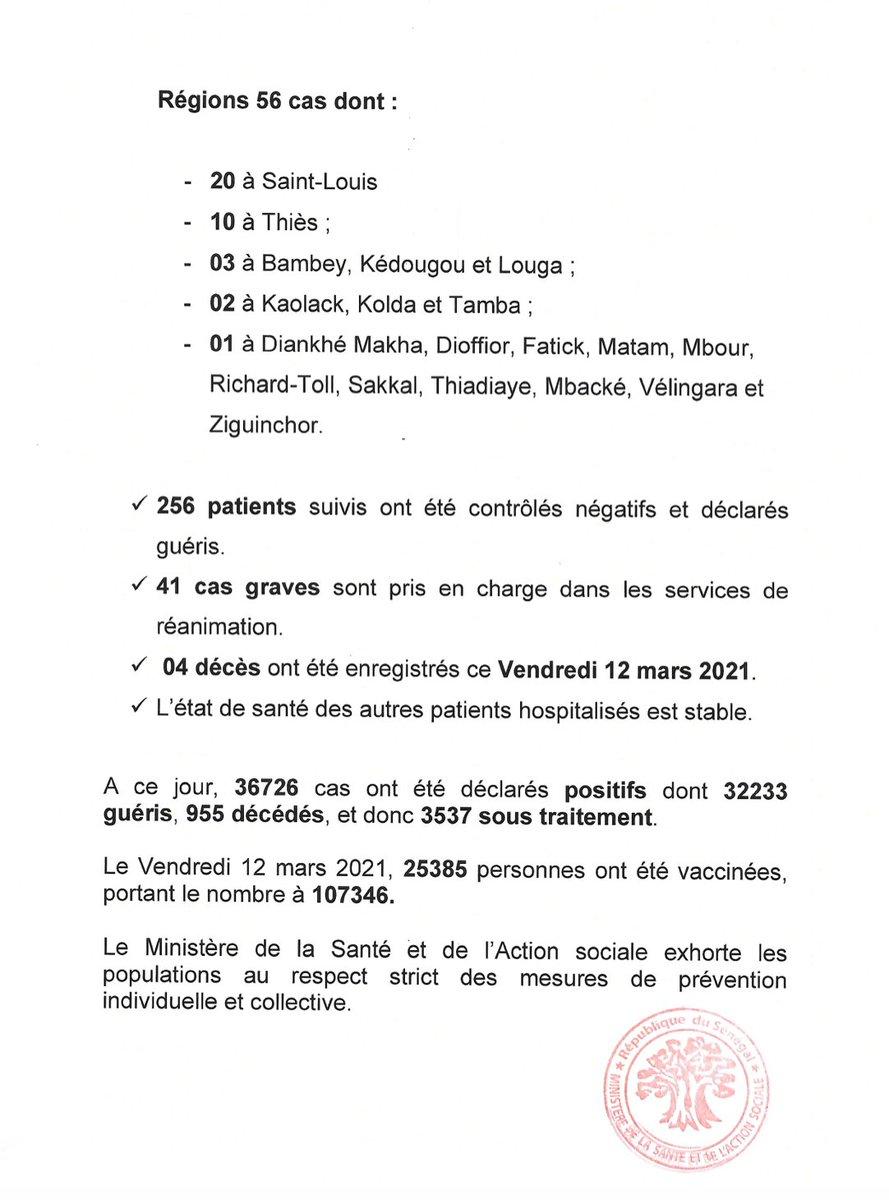 Régions 56 cas dont :
- 20 à Saint-Louis
- 10 à Thiès ;
- 03 à Bambey, Kédougou et Louga ;
- 02 à Kaolack, Kolda et Tamba ;
- 01 à Diankhé Makha, Dioffior, Fatick, Matam, Mbour,
Richard-Toll, Sakkal, Thiadiaye, Mbacké, Vélingara et
Ziguinchor.
✓ 256 patients suivis ont été contrôlés négatifs et déclarés
guéris.
✓ 41 cas graves sont pris en charge dans les services de
réanimation.
✓ 04 décès ont été enregistrés ce Vendredi 12 mars 2021.
✓ L'état de santé des autres patients hospitalisés est stable.
A ce jour, 36726 cas ont été déclarés positifs dont 32233
guéris, 955 décédés, et donc 3537 sous traitement.
Le Vendredi 12 mars 2021, 25385 personnes ont été vaccinées,
portant le nombre à 107346.
Le Ministère de la Santé et de l'Action sociale exhorte les
populations au respect strict des mesures de prévention
individuelle et collective.
★ République du Senegal ★
MINISTERE DE LA SANTE ET DE L'ACTION SOCIALE